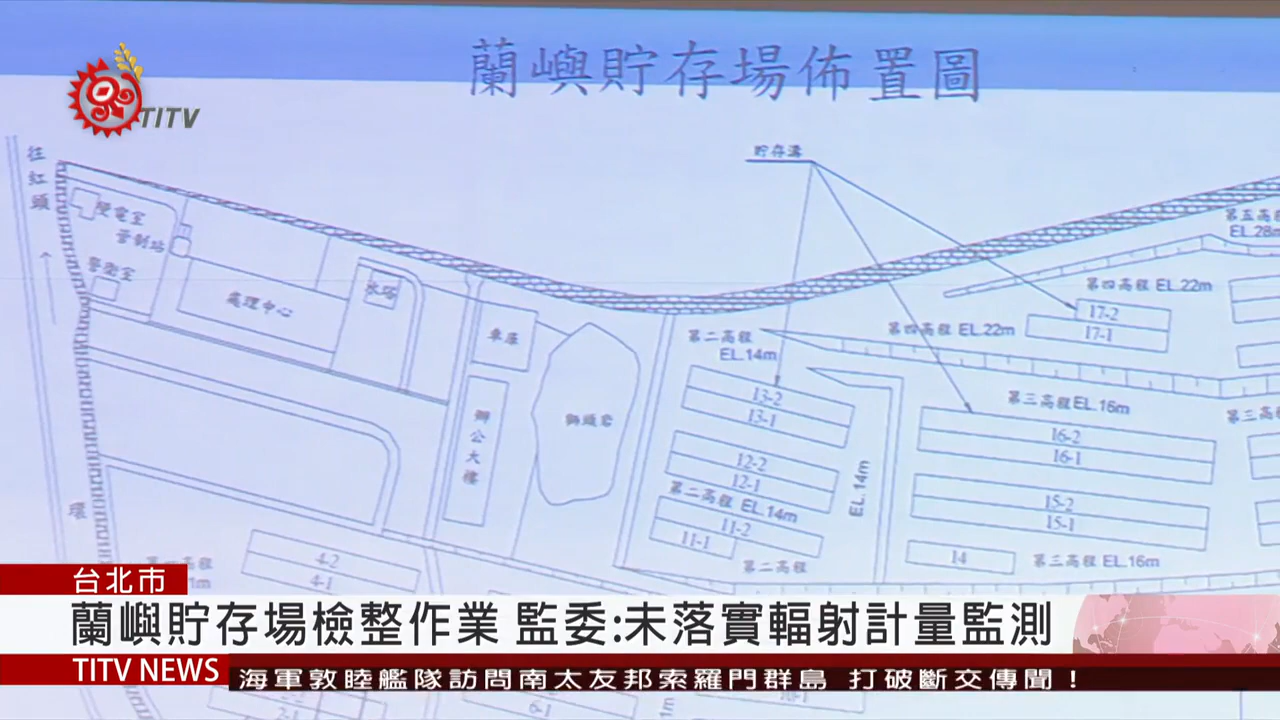 蘭嶼貯存場佈置圖
TITV
往紅頭
貯存溝
變電室
管制站
警衛室
處理中心
水塔
車庫
獅頭岩
辦公大樓
環
第二高程
EL.14m
13-2
13-1
12-2
12-1
第二高程 EL.14m
11-2
11-1
第二高程
EL.14m
第四高程 EL.22m
17-2
17-1
第四高程 EL.22m
第三高程EL.16m
16-2
16-1
15-2
15-1
14
第三高程 EL.16m
4-2
4-1
6-1
台北市
蘭嶼貯存場檢整作業 監委:未落實輻射計量監測
TITV NEWS
海軍敦睦艦隊訪問南太友邦索羅門群島 打破斷交傳聞！